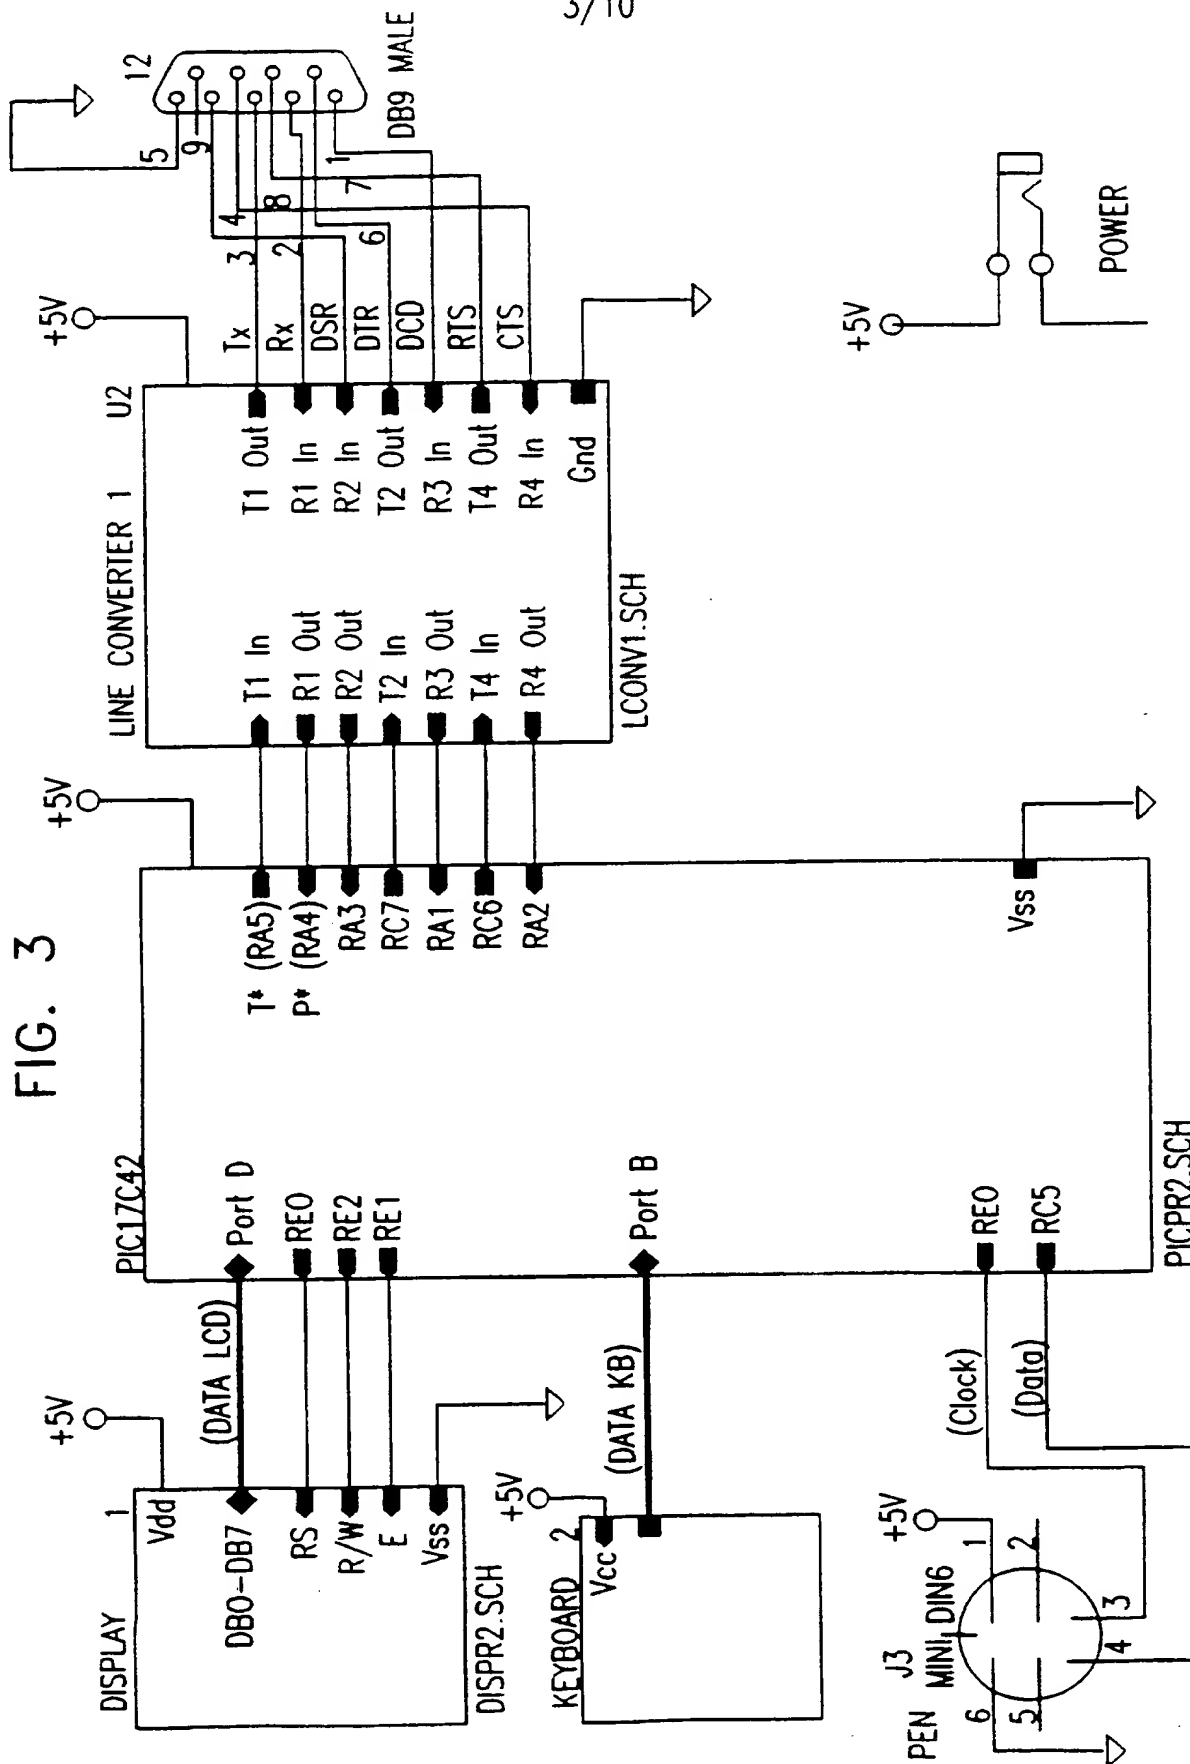 3/10
FIG. 3
DISPLAY
1
+5V
Vdd
DB0-DB7
RS
R/W
E
Vss
DISPR2.SCH
(DATA LCD)
KEYBOARD
2
+5V
Vcc
(DATA KB)
PEN
J3
MINI DIN6
+5V
1
2
3
4
5
6
(Clock)
(Data)
PIC17C42
+5V
Port D
RE0
RE2
RE1
Port B
RE0
RC5
T* (RA5)
P* (RA4)
RA3
RC7
RA1
RC6
RA2
Vss
PICPR2.SCH
LINE CONVERTER 1
U2
+5V
T1 In
R1 Out
R2 Out
T2 In
R3 Out
T4 In
R4 Out
T1 Out
R1 In
R2 In
T2 Out
R3 In
T4 Out
R4 In
Gnd
LCONV1.SCH
Tx
Rx
DSR
DTR
DCD
RTS
CTS
3
2
4
8
6
7
1
5
9
12
DB9 MALE
+5V
POWER